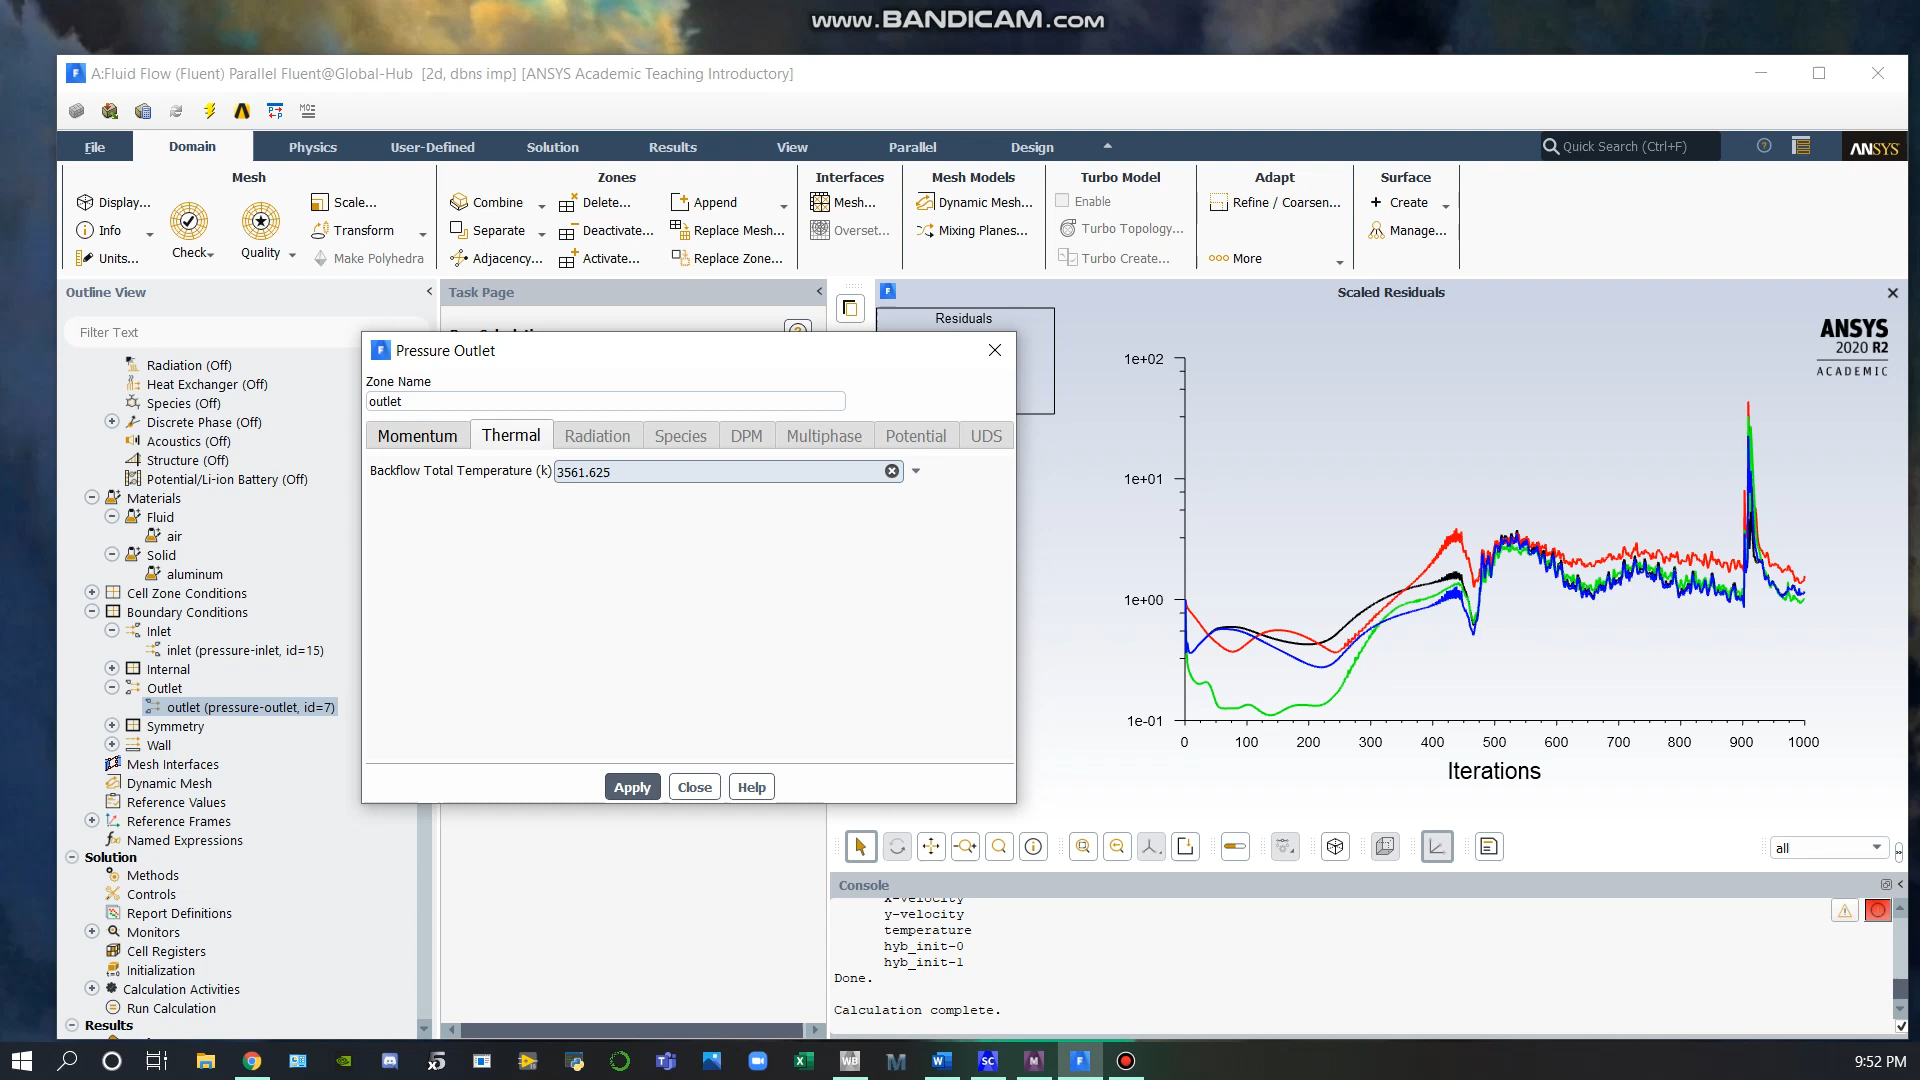 www.BANDICAM.com
A:Fluid Flow (Fluent) Parallel Fluent@Global-Hub [2d, dbns imp] [ANSYS Academic Teaching Introductory]
File Domain Physics User-Defined Solution Results View Parallel Design Quick Search (Ctrl+F) ANSYS
Mesh Zones Interfaces Mesh Models Turbo Model Adapt Surface
Display... Scale... Combine Delete... Append Mesh... Dynamic Mesh... Enable Refine / Coarsen... Create
Info Transform Separate Deactivate... Replace Mesh... Overset... Mixing Planes... Turbo Topology... Manage...
Check Quality
Units... Make Polyhedra Adjacency... Activate... Replace Zone... Turbo Create... More
Outline View Task Page Scaled Residuals
Filter Text
Residuals
Radiation (Off)
Heat Exchanger (Off)
Species (Off)
Discrete Phase (Off)
Acoustics (Off)
Structure (Off)
Potential/Li-ion Battery (Off)
Materials
Fluid
air
Solid
aluminum
Cell Zone Conditions
Boundary Conditions
Inlet
inlet (pressure-inlet, id=15)
Internal
Outlet
outlet (pressure-outlet, id=7)
Symmetry
Wall
Mesh Interfaces
Dynamic Mesh
Reference Values
Reference Frames
Named Expressions
Solution
Methods
Controls
Report Definitions
Monitors
Cell Registers
Initialization
Calculation Activities
Run Calculation
Results
Pressure Outlet
Zone Name
outlet
Momentum Thermal Radiation Species DPM Multiphase Potential UDS
Backflow Total Temperature (k) 3561.625
Apply Close Help
ANSYS
2020 R2
ACADEMIC
1e+02
1e+01
1e+00
1e-01
0 100 200 300 400 500 600 700 800 900 1000
Iterations
all
Console
x-velocity
y-velocity
temperature
hyb_init-0
hyb_init-1
Done.
Calculation complete.
9:52 PM